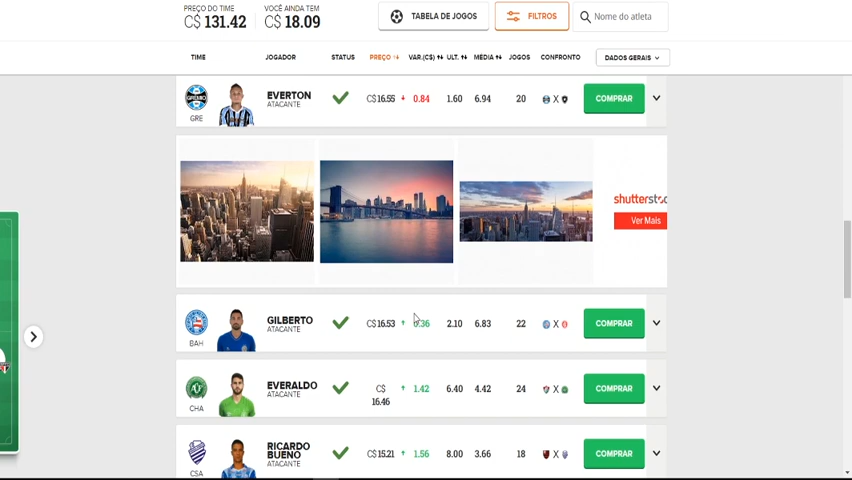 PREÇO DO TIME
C$ 131.42
VOCÊ AINDA TEM
C$ 18.09
TABELA DE JOGOS
FILTROS
Nome do atleta
TIME JOGADOR STATUS PREÇO VAR.(C$) ULT. MÉDIA JOGOS CONFRONTO DADOS GERAIS
GRE
EVERTON
ATACANTE
C$ 16.55 0.84 1.60 6.94 20 X COMPRAR
shuttersto
Ver Mais
BAH
GILBERTO
ATACANTE
C$ 16.53 0.36 2.10 6.83 22 X COMPRAR
CHA
EVERALDO
ATACANTE
C$ 16.46 1.42 6.40 4.42 24 X COMPRAR
CSA
RICARDO BUENO
ATACANTE
C$ 15.21 1.56 8.00 3.66 18 X COMPRAR